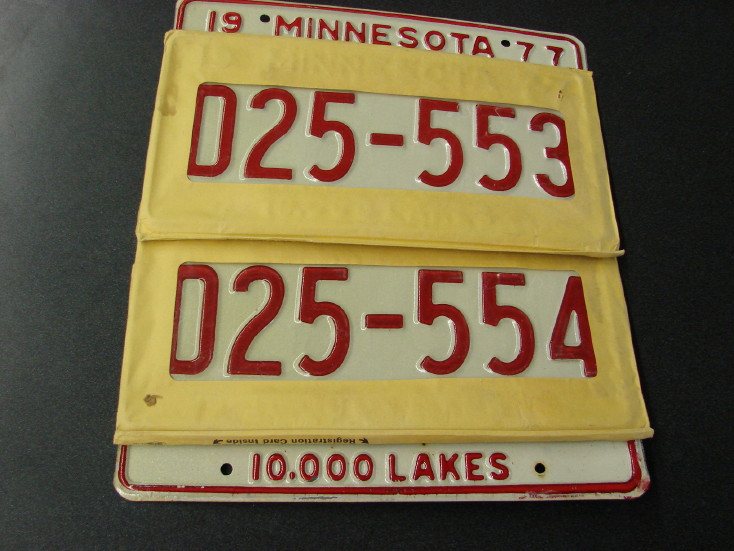 19 MINNESOTA 77
D25-553
D25-554
Registration Card Inside
10.000 LAKES